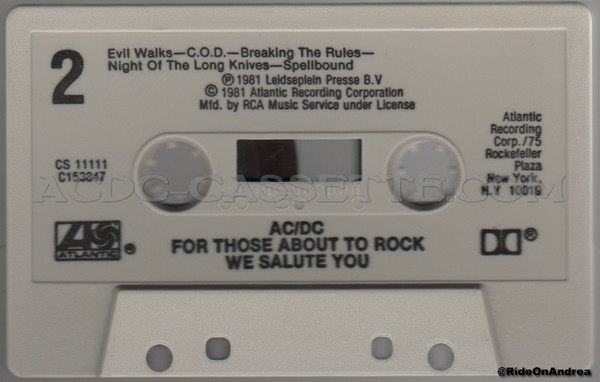 2
Evil Walks—C.O.D.—Breaking The Rules—
Night Of The Long Knives—Spellbound
Ⓟ 1981 Leidseplein Presse B.V
© 1981 Atlantic Recording Corporation
Mfd. by RCA Music Service under License
CS 11111
C153847
Atlantic
Recording
Corp./75
Rockefeller
Plaza
New York,
N.Y 10019
ACDC-CASSETTE.COM
ATLANTIC ®
AC/DC
FOR THOSE ABOUT TO ROCK
WE SALUTE YOU
®
@RideOnAndrea